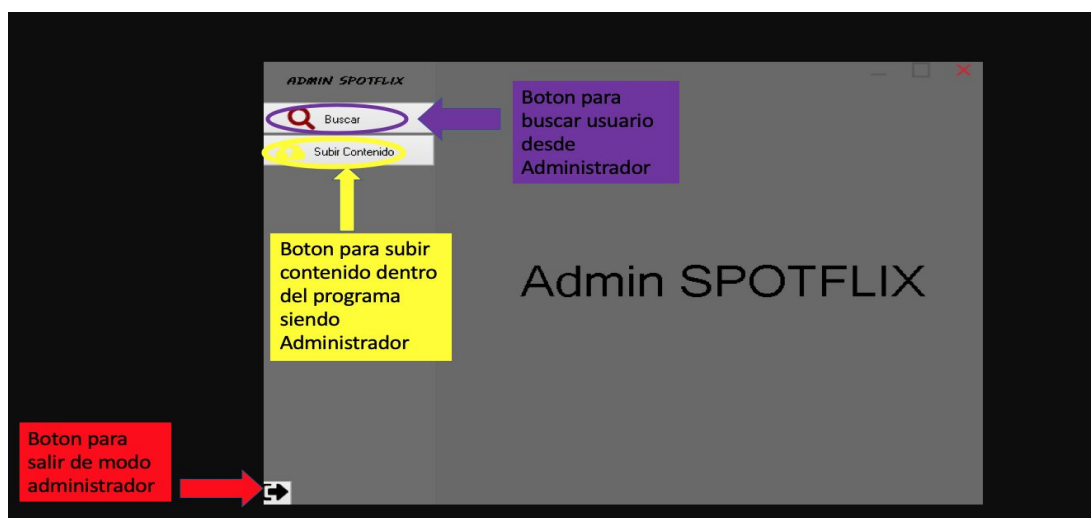 ADMIN SPOTFLIX
Buscar
Subir Contenido
Boton para
buscar usuario
desde
Administrador
Boton para subir
contenido dentro
del programa
siendo
Administrador
Admin SPOTFLIX
Boton para
salir de modo
administrador